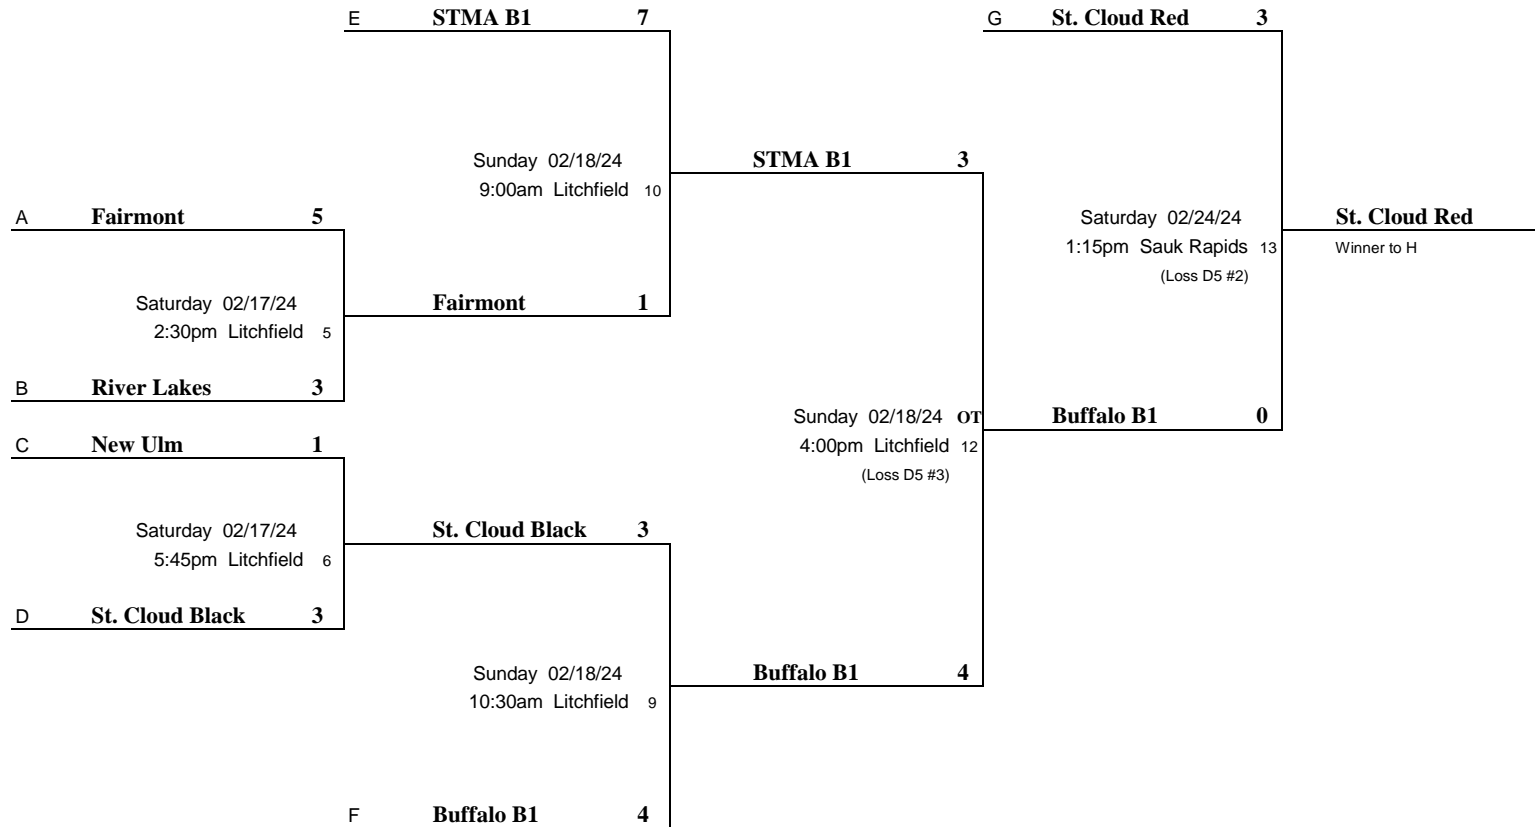 E STMA B1 7
G St. Cloud Red 3
Sunday 02/18/24
9:00am Litchfield 10
STMA B1 3
A Fairmont 5
Saturday 02/24/24
1:15pm Sauk Rapids 13
(Loss D5 #2)
St. Cloud Red
Winner to H
Saturday 02/17/24
2:30pm Litchfield 5
Fairmont 1
B River Lakes 3
Sunday 02/18/24 OT
4:00pm Litchfield 12
(Loss D5 #3)
Buffalo B1 0
C New Ulm 1
Saturday 02/17/24
5:45pm Litchfield 6
St. Cloud Black 3
D St. Cloud Black 3
Sunday 02/18/24
10:30am Litchfield 9
Buffalo B1 4
F Buffalo B1 4